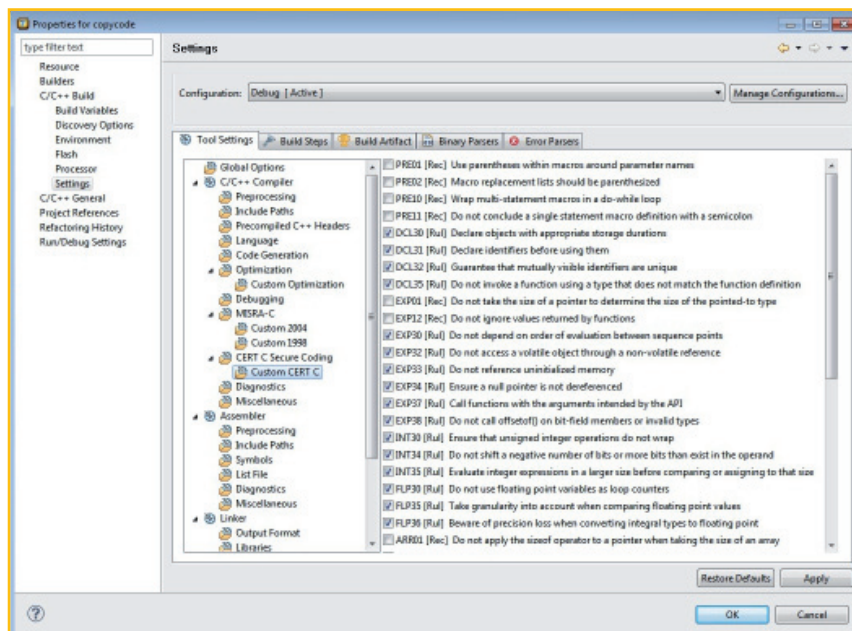 Properties for copycode
type filter text
Resource
Builders
C/C++ Build
Build Variables
Discovery Options
Environment
Flash
Processor
Settings
C/C++ General
Project References
Refactoring History
Run/Debug Settings
Settings
Configuration: Debug [ Active ]
Manage Configurations...
Tool Settings Build Steps Build Artifact Binary Parsers Error Parsers
Global Options
C/C++ Compiler
Preprocessing
Include Paths
Precompiled C++ Headers
Language
Code Generation
Optimization
Custom Optimization
Debugging
MISRA-C
Custom 2004
Custom 1998
CERT C Secure Coding
Custom CERT C
Diagnostics
Miscellaneous
Assembler
Preprocessing
Include Paths
Symbols
List File
Diagnostics
Miscellaneous
Linker
Output Format
Libraries
PRE01 [Rec] Use parentheses within macros around parameter names
PRE02 [Rec] Macro replacement lists should be parenthesized
PRE10 [Rec] Wrap multi-statement macros in a do-while loop
PRE11 [Rec] Do not conclude a single statement macro definition with a semicolon
DCL30 [Rul] Declare objects with appropriate storage durations
DCL31 [Rul] Declare identifiers before using them
DCL32 [Rul] Guarantee that mutually visible identifiers are unique
DCL35 [Rul] Do not invoke a function using a type that does not match the function definition
EXP01 [Rec] Do not take the size of a pointer to determine the size of the pointed-to type
EXP12 [Rec] Do not ignore values returned by functions
EXP30 [Rul] Do not depend on order of evaluation between sequence points
EXP32 [Rul] Do not access a volatile object through a non-volatile reference
EXP33 [Rul] Do not reference uninitialized memory
EXP34 [Rul] Ensure a null pointer is not dereferenced
EXP37 [Rul] Call functions with the arguments intended by the API
EXP38 [Rul] Do not call offsetof() on bit-field members or invalid types
INT30 [Rul] Ensure that unsigned integer operations do not wrap
INT34 [Rul] Do not shift a negative number of bits or more bits than exist in the operand
INT35 [Rul] Evaluate integer expressions in a larger size before comparing or assigning to that size
FLP30 [Rul] Do not use floating point variables as loop counters
FLP35 [Rul] Take granularity into account when comparing floating point values
FLP36 [Rul] Beware of precision loss when converting integral types to floating point
ARR01 [Rec] Do not apply the sizeof operator to a pointer when taking the size of an array
Restore Defaults Apply
OK Cancel